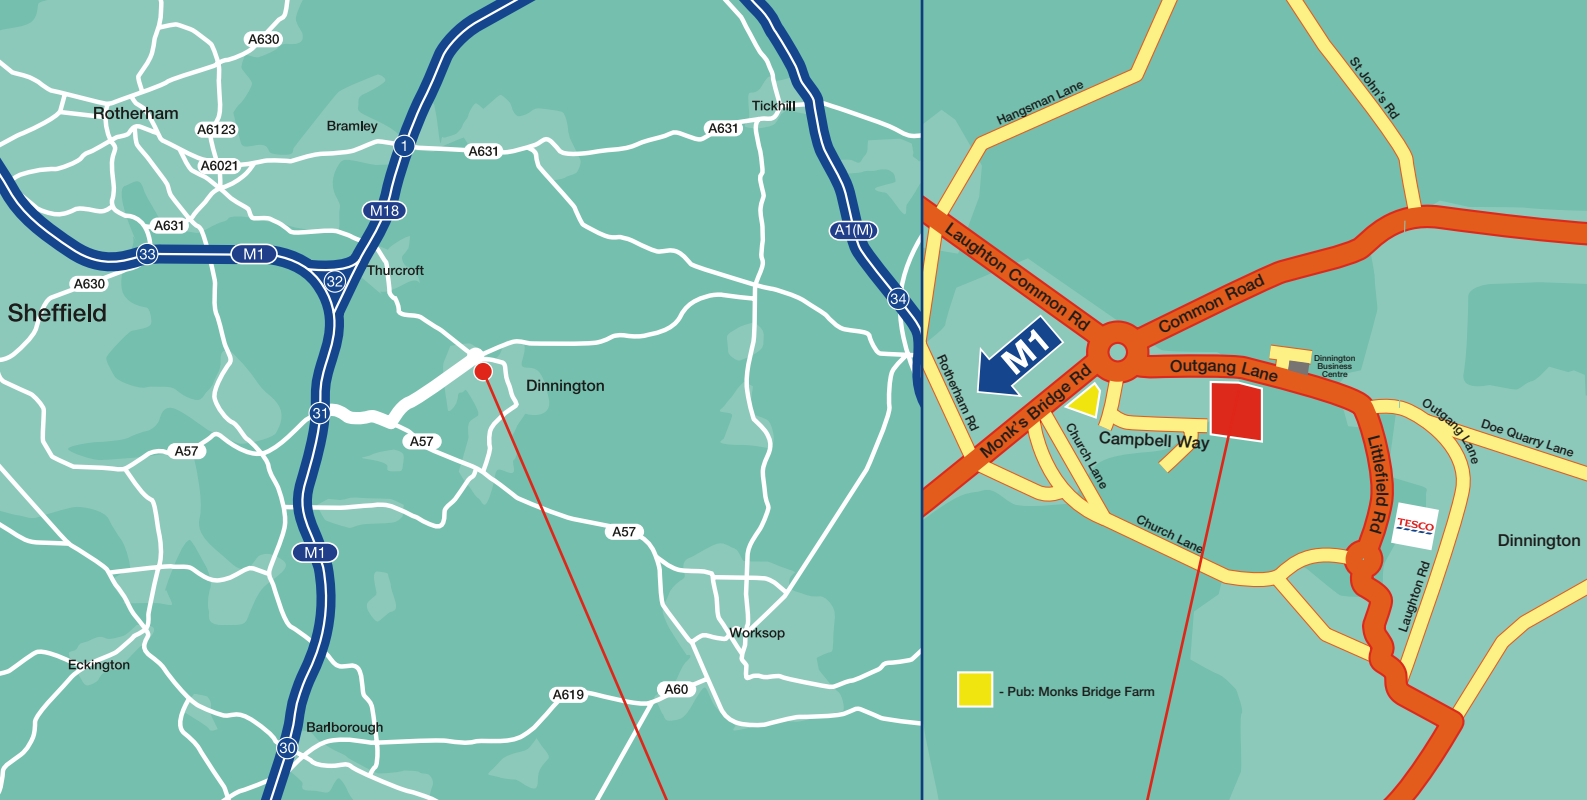 A630
Rotherham
A6123
Bramley
A6021
1
A631
A631
Tickhill
M18
A631
A1(M)
33
M1
32
Thurcroft
A630
Sheffield
34
Dinnington
31
A57
A57
A57
M1
Worksop
Eckington
A619
A60
Barlborough
30
Hangsman Lane
St John's Rd
Laughton Common Rd
Common Road
M1
Rotherham Rd
Monk's Bridge Rd
Outgang Lane
Dinnington
Business
Centre
Campbell Way
Church Lane
Outgang Lane
Doe Quarry Lane
Littlefield Rd
TESCO
Church Lane
Dinnington
Laughton Rd
- Pub: Monks Bridge Farm